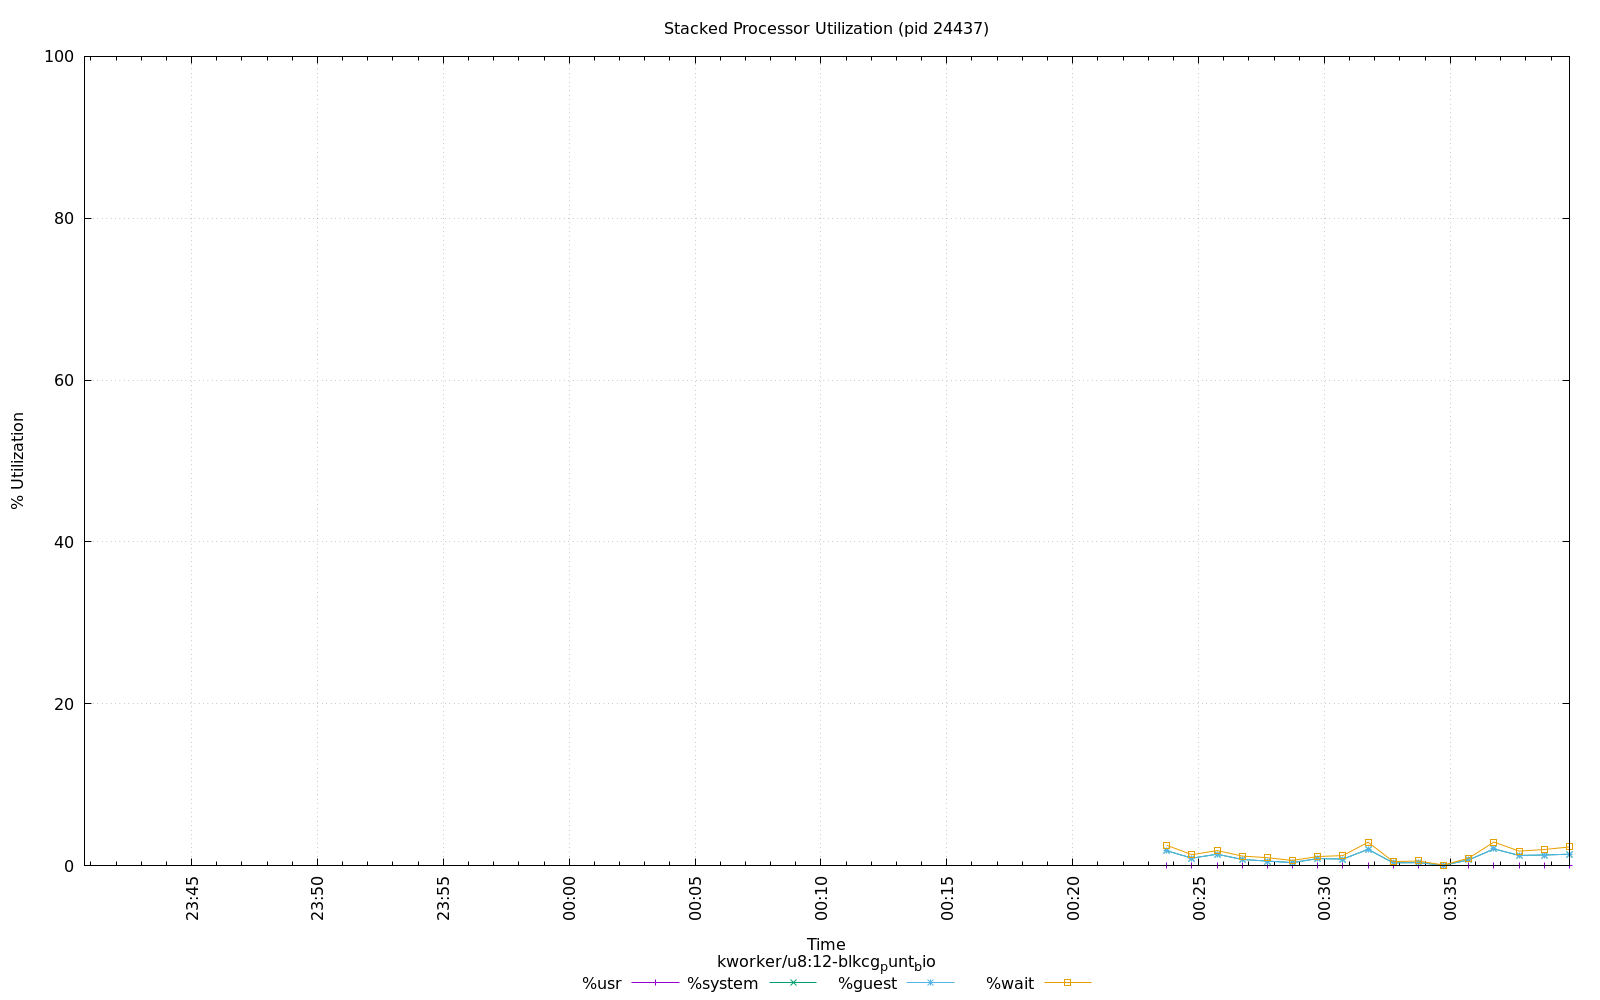 Stacked Processor Utilization (pid 24437)
100
80
60
40
20
0
% Utilization
23:45 23:50 23:55 00:00 00:05 00:10 00:15 00:20 00:25 00:30 00:35
Time
kworker/u8:12-blkcgpuntbio
%usr %system %guest %wait